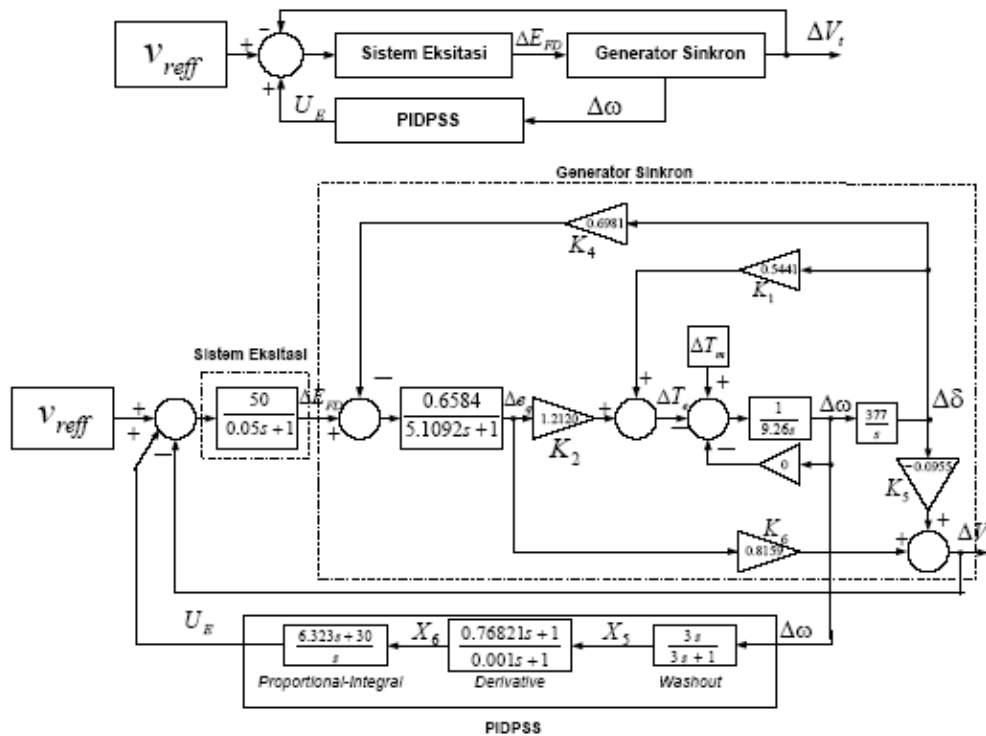 v_reff
+
−
+
Sistem Eksitasi
ΔE_FD
Generator Sinkron
ΔV_t
U_E
PIDPSS
Δω
Generator Sinkron
0.6981
K_4
0.5441
K_1
Sistem Eksitasi
ΔT_m
v_reff
+
+
−
50
0.05s + 1
ΔE_FD
−
+
0.6584
5.1092s + 1
Δe_q
1.2120
K_2
+
+
ΔT_e
+
−
−
1
9.26s
Δω
377
s
Δδ
0
−0.0955
K_5
K_6
0.8159
+
+
ΔV
U_E
6.323s + 30
s
X_6
0.76821s + 1
0.001s + 1
X_5
3s
3s + 1
Δω
Proportional-Integral
Derivative
Washout
PIDPSS